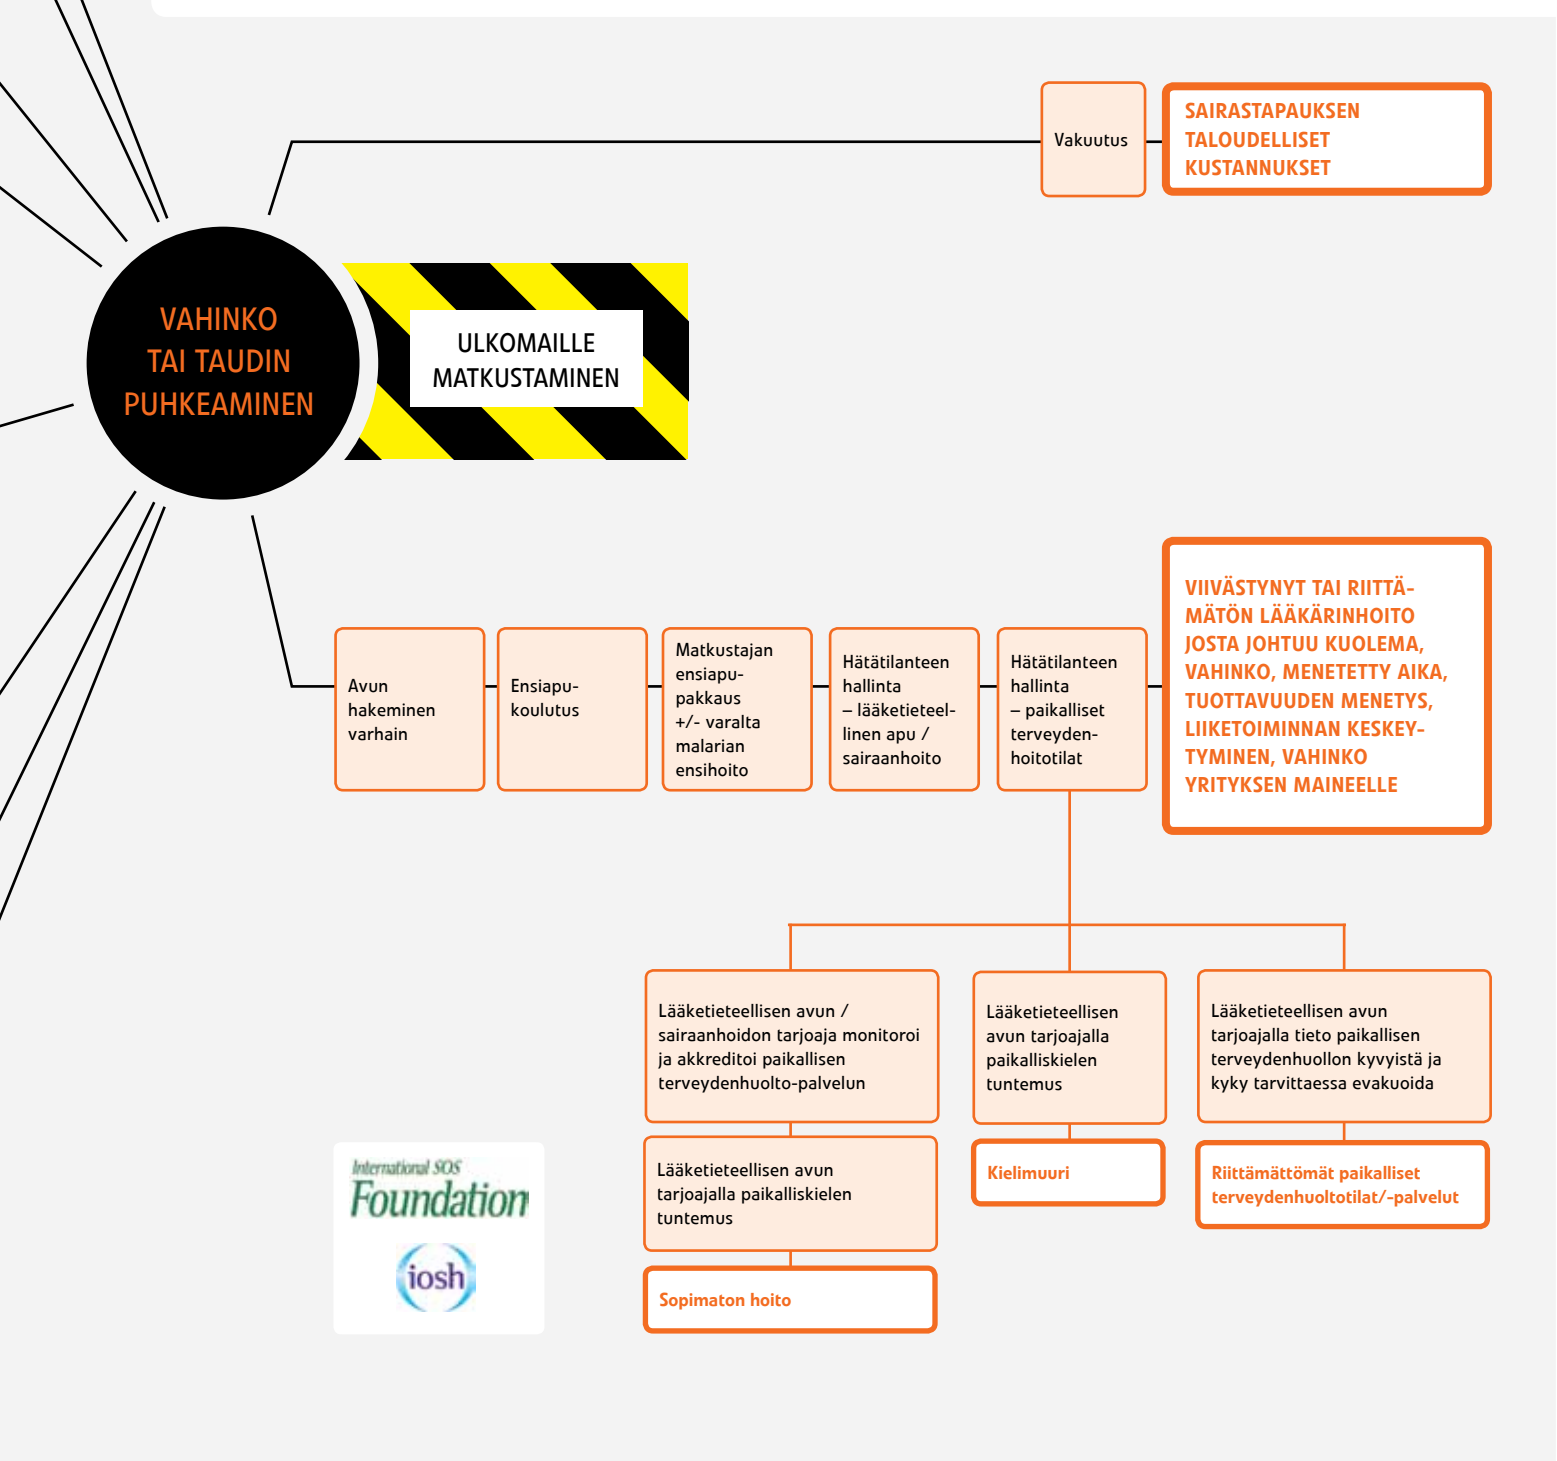 Vakuutus
SAIRASTAPAUKSEN
TALOUDELLISET
KUSTANNUKSET
VAHINKO
TAI TAUDIN
PUHKEAMINEN
ULKOMAILLE
MATKUSTAMINEN
Avun
hakeminen
varhain
Ensiapu-
koulutus
Matkustajan
ensiapu-
pakkaus
+/- varalta
malarian
ensihoito
Hätätilanteen
hallinta
– lääketieteel-
linen apu /
sairaanhoito
Hätätilanteen
hallinta
– paikalliset
terveyden-
hoitotilat
VIIVÄSTYNYT TAI RIITTÄ-
MÄTÖN LÄÄKÄRINHOITO
JOSTA JOHTUU KUOLEMA,
VAHINKO, MENETETTY AIKA,
TUOTTAVUUDEN MENETYS,
LIIKETOIMINNAN KESKEY-
TYMINEN, VAHINKO
YRITYKSEN MAINEELLE
Lääketieteellisen avun /
sairaanhoidon tarjoaja monitoroi
ja akkreditoi paikallisen
terveydenhuolto-palvelun
Lääketieteellisen avun
tarjoajalla paikalliskielen
tuntemus
Sopimaton hoito
Lääketieteellisen
avun tarjoajalla
paikalliskielen
tuntemus
Kielimuuri
Lääketieteellisen avun
tarjoajalla tieto paikallisen
terveydenhuollon kyvyistä ja
kyky tarvittaessa evakuoida
Riittämättömät paikalliset
terveydenhuoltotilat/-palvelut
International SOS
Foundation
iosh